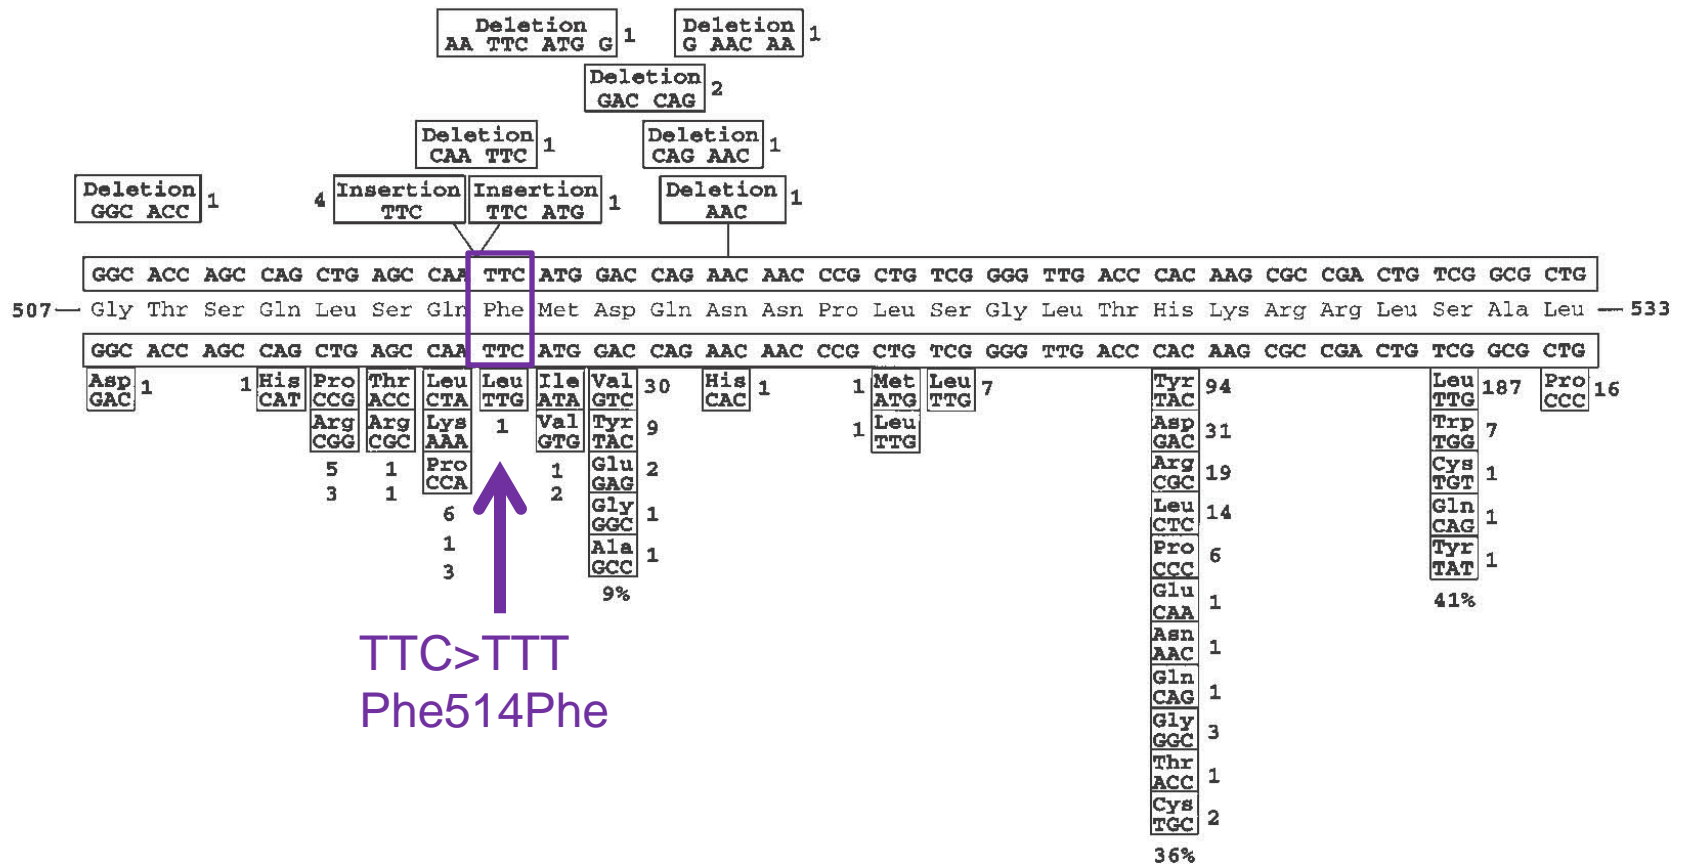 Deletion
AA TTC ATG G 1
Deletion
G AAC AA 1
Deletion
GAC CAG 2
Deletion
CAA TTC 1
Deletion
CAG AAC 1
Deletion
GGC ACC 1
4 Insertion
TTC
Insertion
TTC ATG 1
Deletion
AAC 1
GGC ACC AGC CAG CTG AGC CAA TTC ATG GAC CAG AAC AAC CCG CTG TCG GGG TTG ACC CAC AAG CGC CGA CTG TCG GCG CTG
507 — Gly Thr Ser Gln Leu Ser Gln Phe Met Asp Gln Asn Asn Pro Leu Ser Gly Leu Thr His Lys Arg Arg Leu Ser Ala Leu — 533
GGC ACC AGC CAG CTG AGC CAA TTC ATG GAC CAG AAC AAC CCG CTG TCG GGG TTG ACC CAC AAG CGC CGA CTG TCG GCG CTG
Asp
GAC 1
1 His
CAT
Pro
CCG
Arg
CGG
5
3
Thr
ACC
Arg
CGC
1
1
Leu
CTA
Lys
AAA
Pro
CCA
6
1
3
Leu
TTG
1
Ile
ATA
Val
GTG
1
2
Val
GTC 30
Tyr
TAC 9
Glu
GAG 2
Gly
GGC 1
Ala
GCC 1
9%
His
CAC 1
1 Met
ATG
1 Leu
TTG
Leu
TTG 7
Tyr
TAC 94
Asp
GAC 31
Arg
CGC 19
Leu
CTC 14
Pro
CCC 6
Glu
CAA 1
Asn
AAC 1
Gln
CAG 1
Gly
GGC 3
Thr
ACC 1
Cys
TGC 2
36%
Leu
TTG 187
Trp
TGG 7
Cys
TGT 1
Gln
CAG 1
Tyr
TAT 1
41%
Pro
CCC 16
TTC>TTT
Phe514Phe